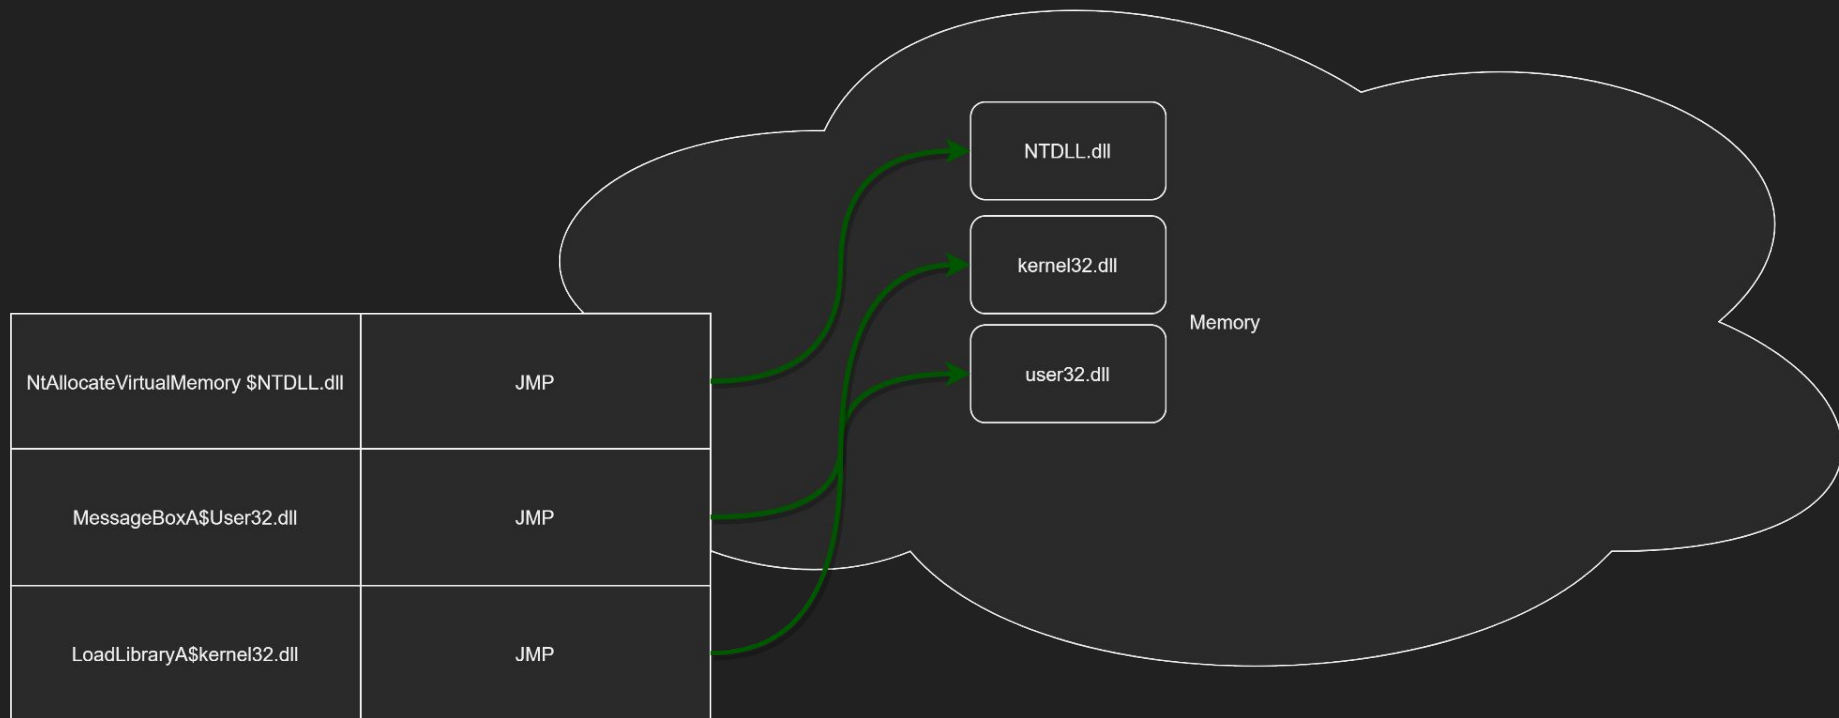 NtAllocateVirtualMemory $NTDLL.dll
JMP
MessageBoxA$User32.dll
JMP
LoadLibraryA$kernel32.dll
JMP
NTDLL.dll
kernel32.dll
user32.dll
Memory